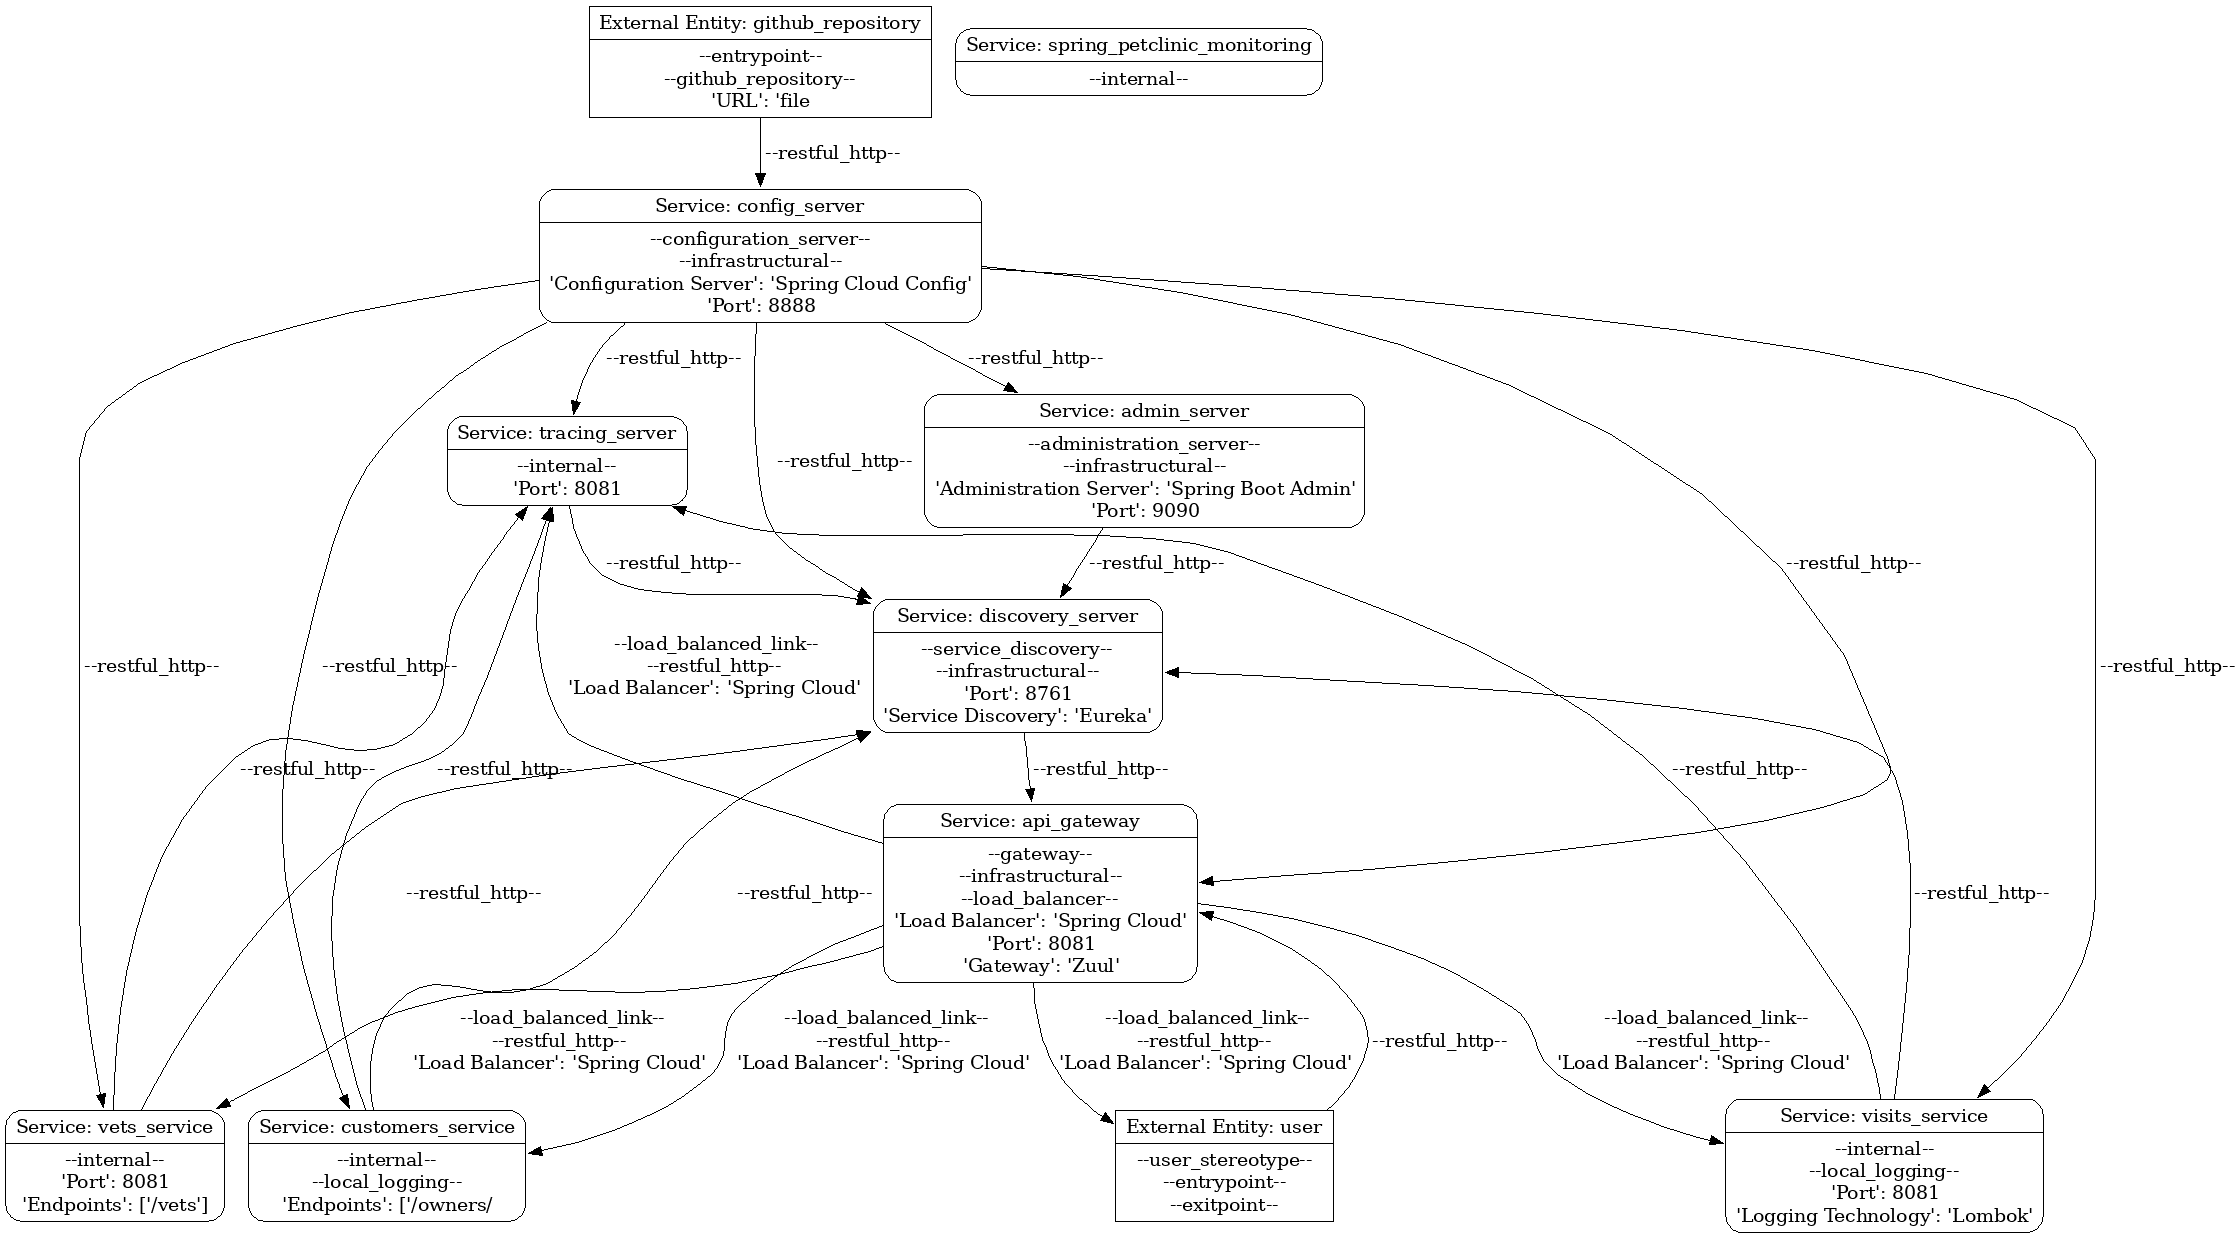 External Entity: github_repository
--entrypoint--
--github_repository--
'URL': 'file
Service: spring_petclinic_monitoring
--internal--
--restful_http--
Service: config_server
--configuration_server--
--infrastructural--
'Configuration Server': 'Spring Cloud Config'
'Port': 8888
--restful_http--
--restful_http--
Service: tracing_server
--internal--
'Port': 8081
--restful_http--
Service: admin_server
--administration_server--
--infrastructural--
'Administration Server': 'Spring Boot Admin'
'Port': 9090
--restful_http--
--restful_http--
--restful_http--
--restful_http--
--restful_http--
--load_balanced_link--
--restful_http--
'Load Balancer': 'Spring Cloud'
Service: discovery_server
--service_discovery--
--infrastructural--
'Port': 8761
'Service Discovery': 'Eureka'
--restful_http--
--restful_http--
--restful_http--
--restful_http--
--restful_http--
--restful_http--
--restful_http--
Service: api_gateway
--gateway--
--infrastructural--
--load_balancer--
'Load Balancer': 'Spring Cloud'
'Port': 8081
'Gateway': 'Zuul'
--restful_http--
--load_balanced_link--
--restful_http--
'Load Balancer': 'Spring Cloud'
--load_balanced_link--
--restful_http--
'Load Balancer': 'Spring Cloud'
--load_balanced_link--
--restful_http--
'Load Balancer': 'Spring Cloud'
--restful_http--
--load_balanced_link--
--restful_http--
'Load Balancer': 'Spring Cloud'
Service: vets_service
--internal--
'Port': 8081
'Endpoints': ['/vets']
Service: customers_service
--internal--
--local_logging--
'Endpoints': ['/owners/
External Entity: user
--user_stereotype--
--entrypoint--
--exitpoint--
Service: visits_service
--internal--
--local_logging--
'Port': 8081
'Logging Technology': 'Lombok'